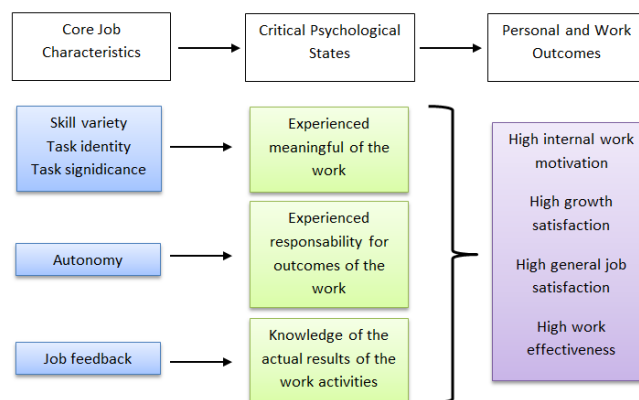 Core Job
Characteristics
Critical Psychological
States
Personal and Work
Outcomes
Skill variety
Task identity
Task signidicance
Experienced
meaningful of the
work
Autonomy
Experienced
responsability for
outcomes of the
work
Job feedback
Knowledge of the
actual results of the
work activities
High internal work
motivation
High growth
satisfaction
High general job
satisfaction
High work
effectiveness